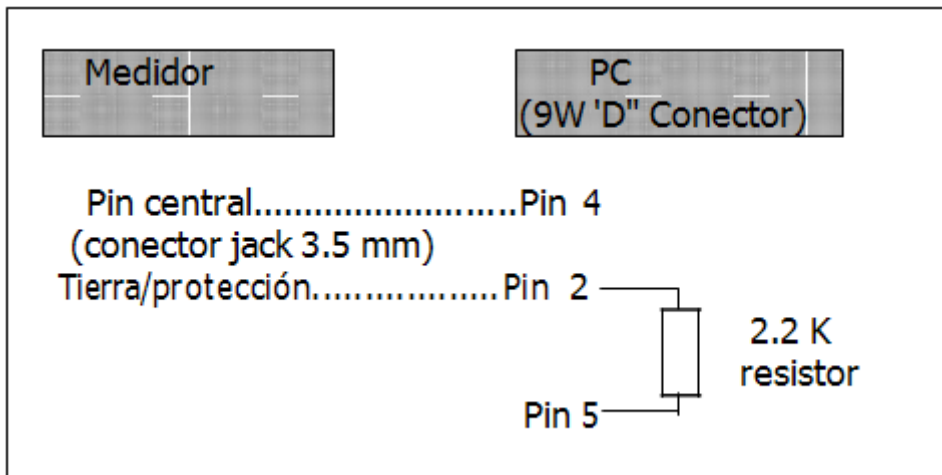 Medidor
PC
(9W 'D" Conector)
Pin central...........................Pin 4
(conector jack 3.5 mm)
Tierra/protección...................Pin 2
2.2 K
resistor
Pin 5